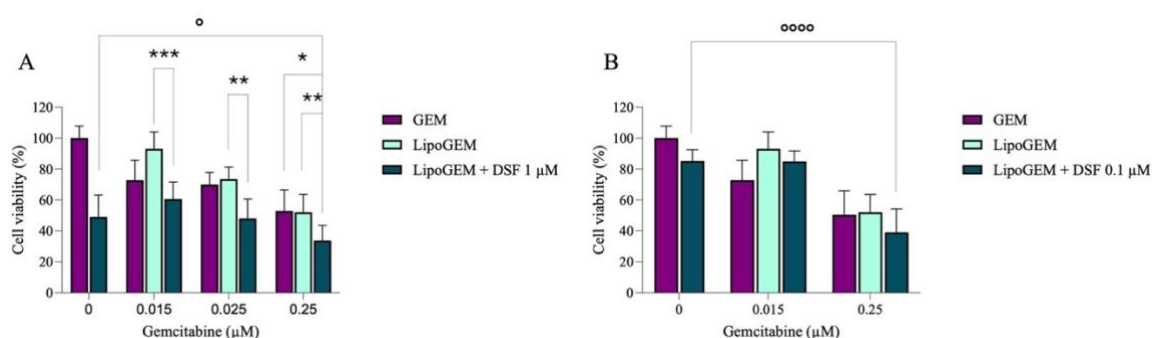 A
°
***
*
**
**
120
100
80
60
40
20
0
Cell viability (%)
0
0.015
0.025
0.25
Gemcitabine (µM)
GEM
LipoGEM
LipoGEM + DSF 1 µM
B
°°°°
120
100
80
60
40
20
0
Cell viability (%)
0
0.015
0.25
Gemcitabine (µM)
GEM
LipoGEM
LipoGEM + DSF 0.1 µM